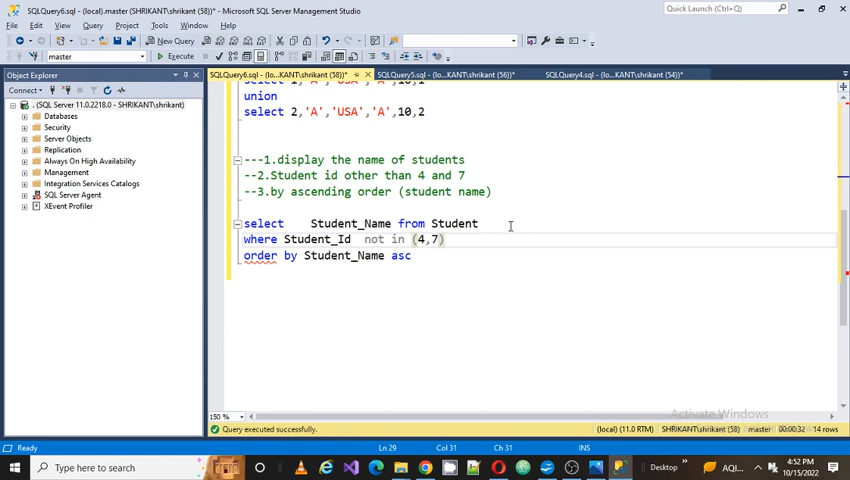 SQLQuery6.sql - (local).master (SHRIKANT\shrikant (58))* - Microsoft SQL Server Management Studio
Quick Launch (Ctrl+Q)
File Edit View Query Project Tools Window Help
New Query
master
Execute
Object Explorer
SQLQuery6.sql - (l...KANT\shrikant (58))*
SQLQuery5.sql - (l...KANT\shrikant (56))*
SQLQuery4.sql - (l...KANT\shrikant (54))*
Connect
. (SQL Server 11.0.2218.0 - SHRIKANT\shrikant)
Databases
Security
Server Objects
Replication
Always On High Availability
Management
Integration Services Catalogs
SQL Server Agent
XEvent Profiler
select 1,'A','USA','A',10,1
union
select 2,'A','USA','A',10,2
---1.display the name of students
--2.Student id other than 4 and 7
--3.by ascending order (student name)
select Student_Name from Student
where Student_Id not in (4,7)
order by Student_Name asc
150 %
Activate Windows
Query executed successfully.
(local) (11.0 RTM) SHRIKANT\shrikant (58) master 00:00:32 14 rows
Ready
Ln 29
Col 31
Ch 31
INS
Type here to search
Desktop
AQI...
4:52 PM
10/15/2022